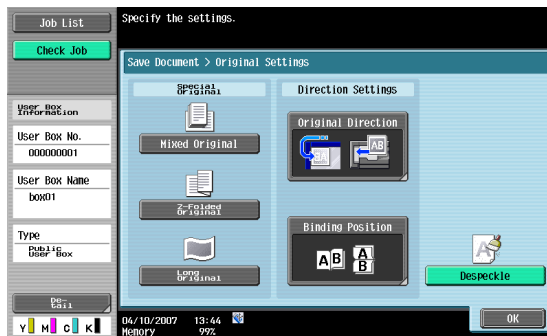 Job List
Specify the settings.
Check Job
Save Document > Original Settings
Special
Original
Direction Settings
User Box
Information
Original Direction
AB
User Box No.
000000001
Mixed Original
User Box Name
box01
Z-Folded
Original
Binding Position
AB
A
B
Type
Public
User Box
Long
Original
Despeckle
De-
tail
04/10/2007 13:44
Memory 99%
OK
Y M C K